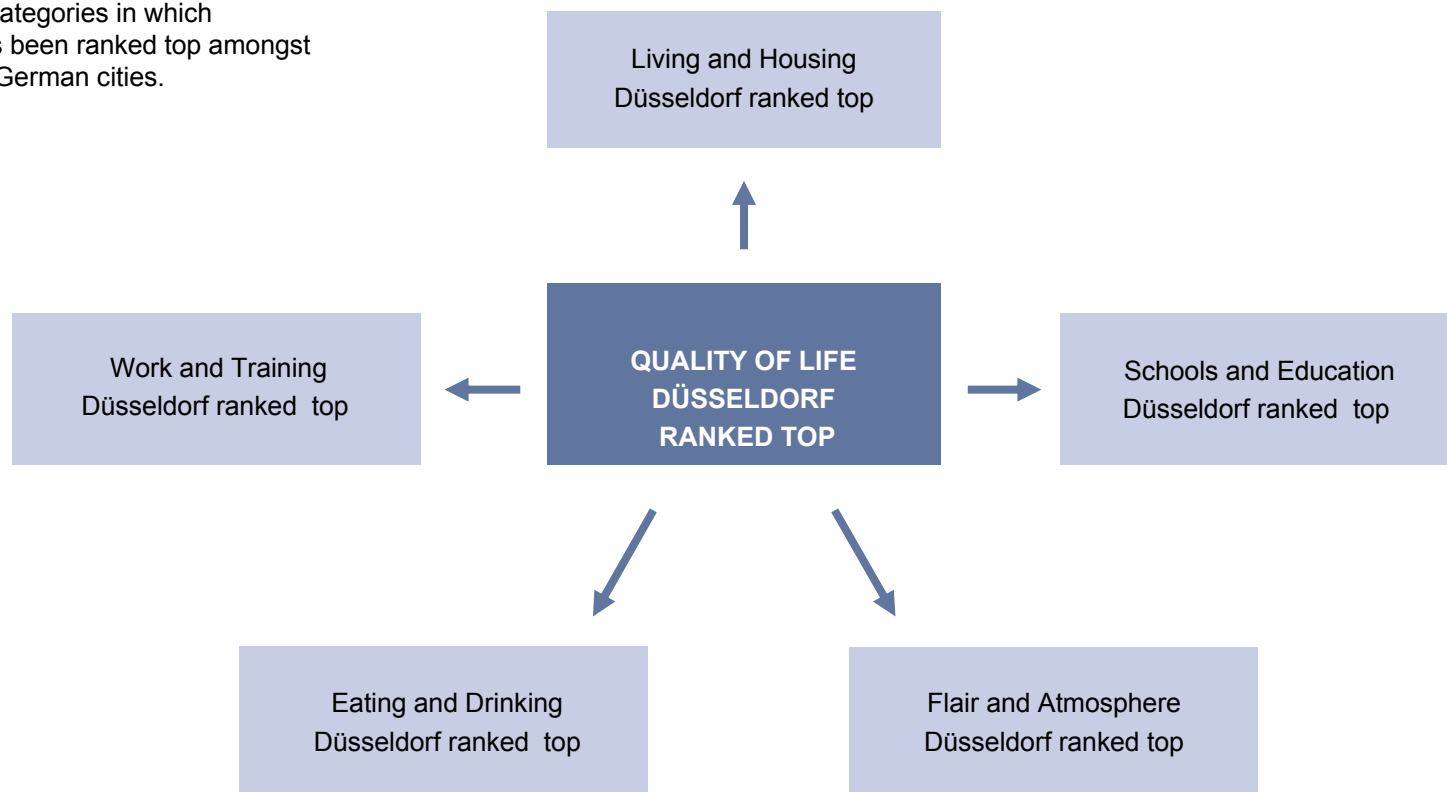 ategories in which
s been ranked top amongst
German cities.
Living and Housing
Düsseldorf ranked top
QUALITY OF LIFE
DÜSSELDORF
RANKED TOP
Work and Training
Düsseldorf ranked  top
Schools and Education
Düsseldorf ranked  top
Eating and Drinking
Düsseldorf ranked  top
Flair and Atmosphere
Düsseldorf ranked top